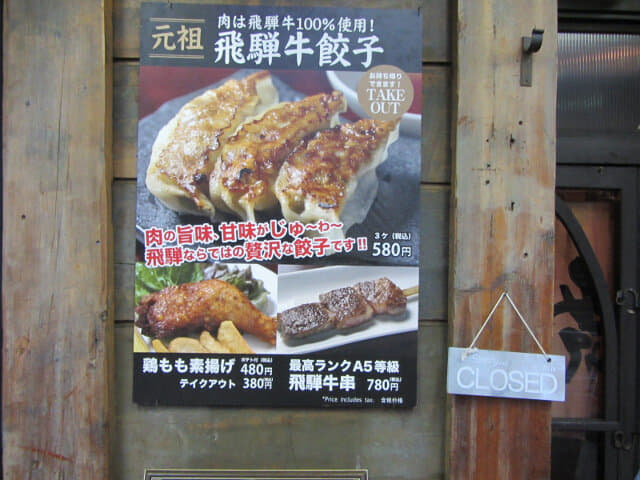 元祖
肉は飛騨牛100%使用!
飛騨牛餃子
お持ち帰り
できます!
TAKE
OUT
肉の旨味、甘味がじゅ〜わ〜
飛騨ならではの贅沢な餃子です!!
3ケ(税込)
580円
鶏もも素揚げ ポテト付(税込) 480円
テイクアウト (税込) 380円
最高ランクA5等級
飛騨牛串 (税込) 780円
*Price includes tax. 含税价格
CLOSED